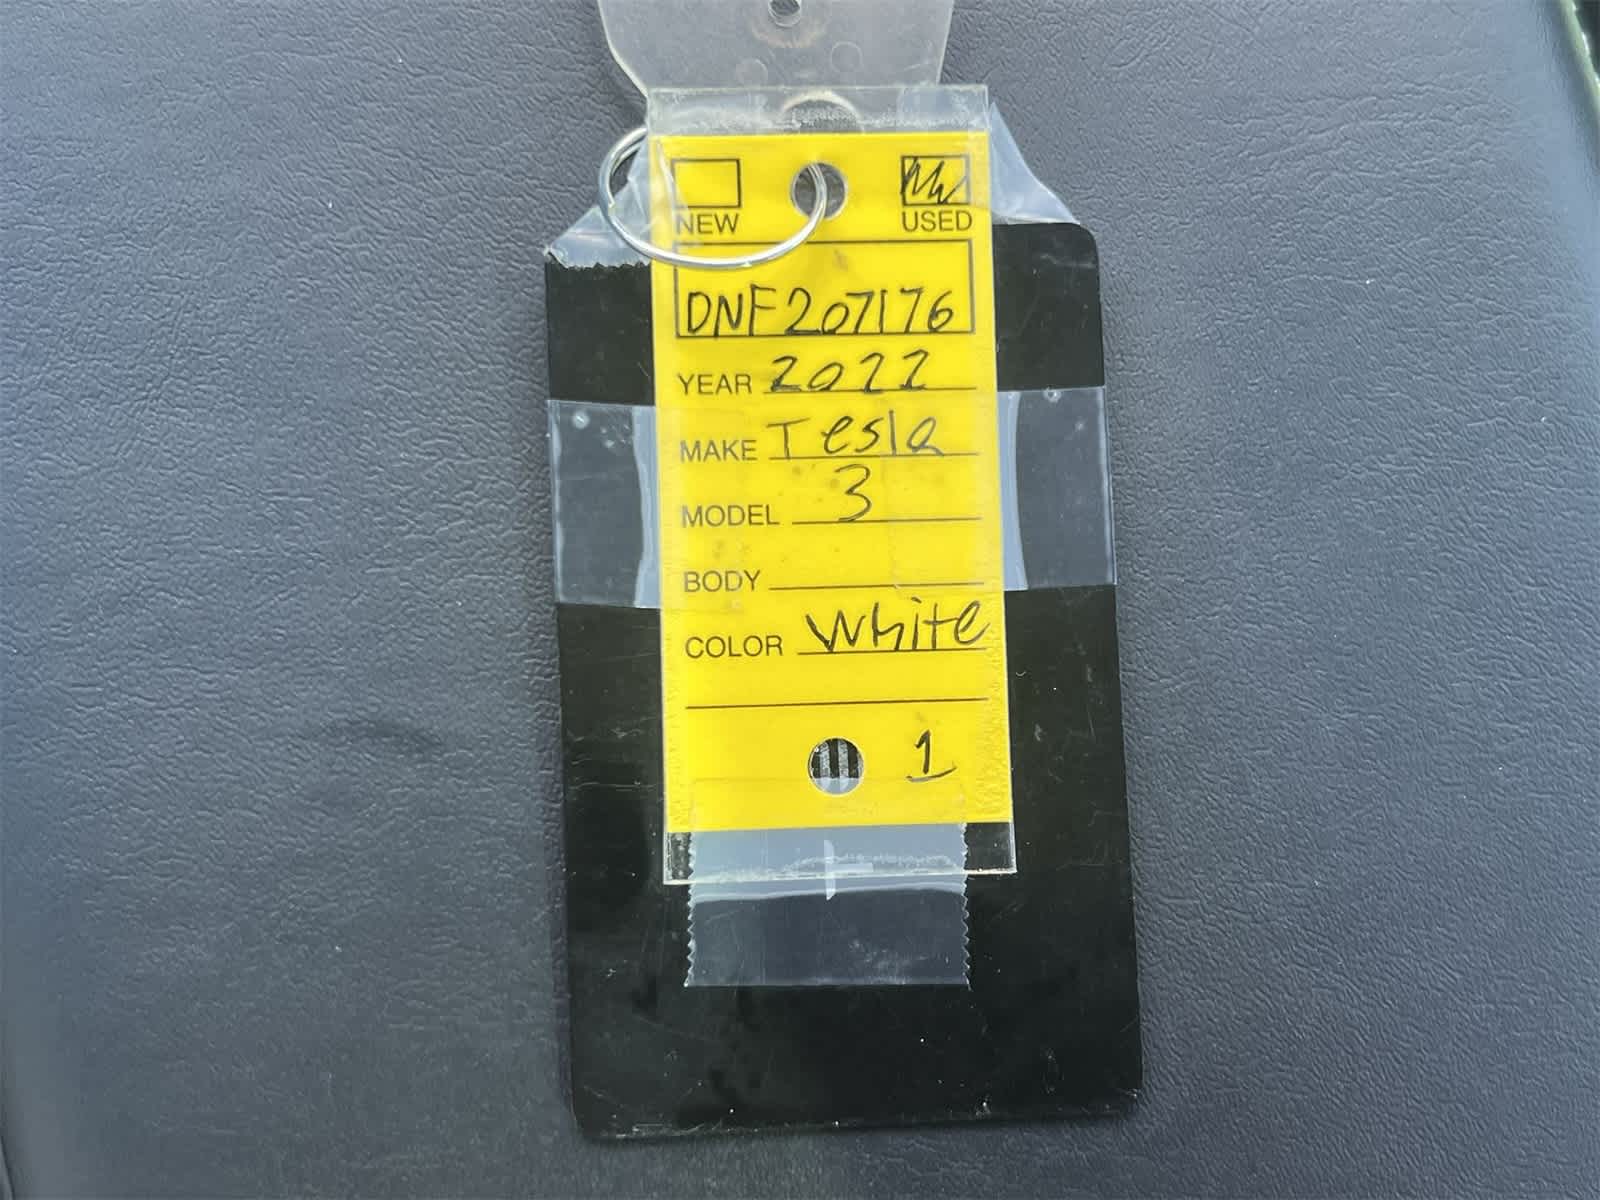 NEW USED
DNF207176
YEAR 2022
MAKE Tesla
MODEL 3
BODY
COLOR White
1